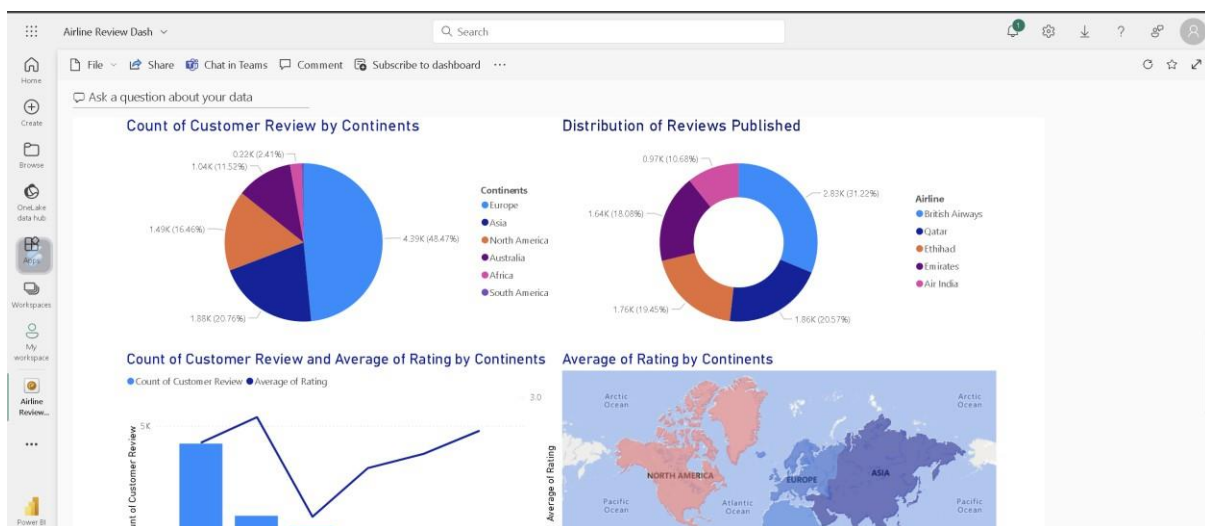 Airline Review Dash
Search
1
Home
Create
Browse
OneLake
data hub
Apps
Workspaces
My
workspace
Airline
Review...
Power BI
File
Share
Chat in Teams
Comment
Subscribe to dashboard
Ask a question about your data
Count of Customer Review by Continents
0.22K (2.41%)
1.04K (11.52%)
1.49K (16.46%)
1.88K (20.76%)
4.39K (48.47%)
Continents
Europe
Asia
North America
Australia
Africa
South America
Distribution of Reviews Published
0.97K (10.68%)
1.64K (18.08%)
1.76K (19.45%)
1.86K (20.57%)
2.83K (31.22%)
Airline
British Airways
Qatar
Ethihad
Emirates
Air India
Count of Customer Review and Average of Rating by Continents
Count of Customer Review
Average of Rating
5K
3.0
nt of Customer Review
Average of Rating
Average of Rating by Continents
Arctic
Ocean
Arctic
Ocean
NORTH AMERICA
EUROPE
ASIA
Pacific
Ocean
Atlantic
Ocean
Pacific
Ocean